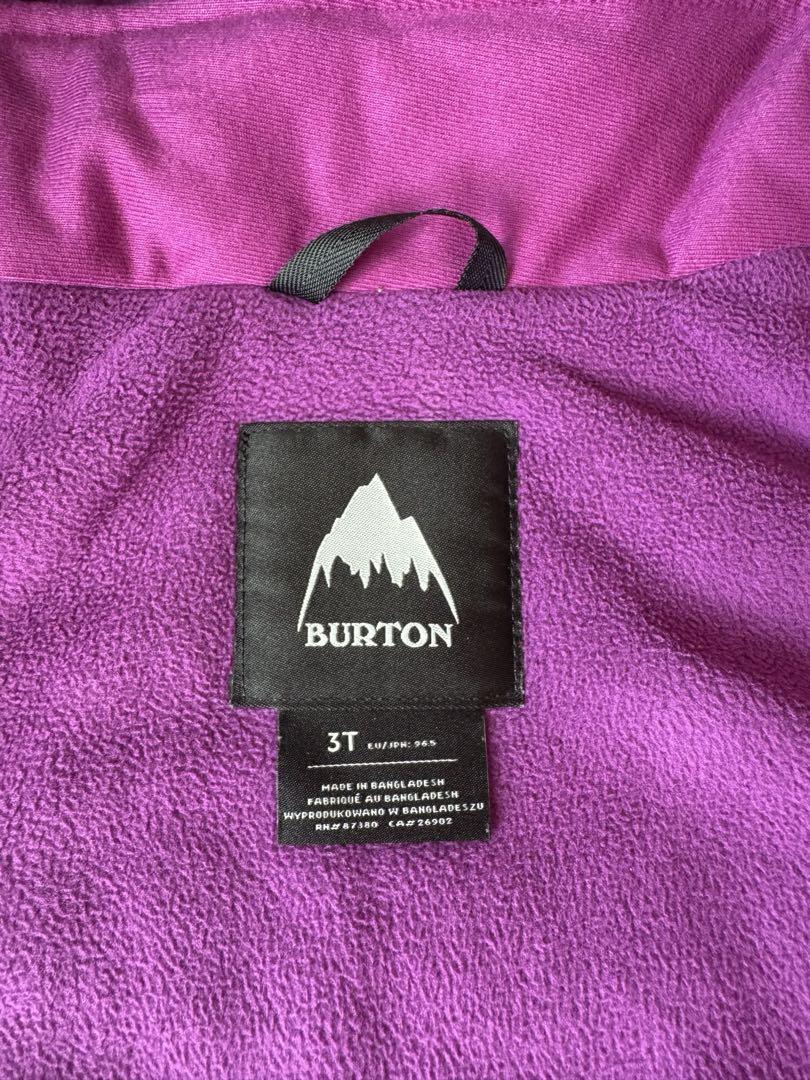 BURTON
3T EU/JPN: 96.5
MADE IN BANGLADESH
FABRIQUÉ AU BANGLADESH
WYPRODUKOWANO W BANGLADESZU
RN# 87380 CA# 26902